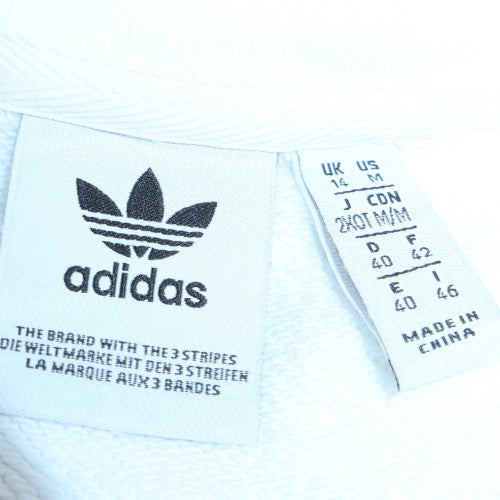 adidas
THE BRAND WITH THE 3 STRIPES
DIE WELTMARKE MIT DEN 3 STREIFEN
LA MARQUE AUX 3 BANDES
UK US
14 M
J CDN
2XOT M/M
D F
40 42
E I
40 46
MADE IN
CHINA